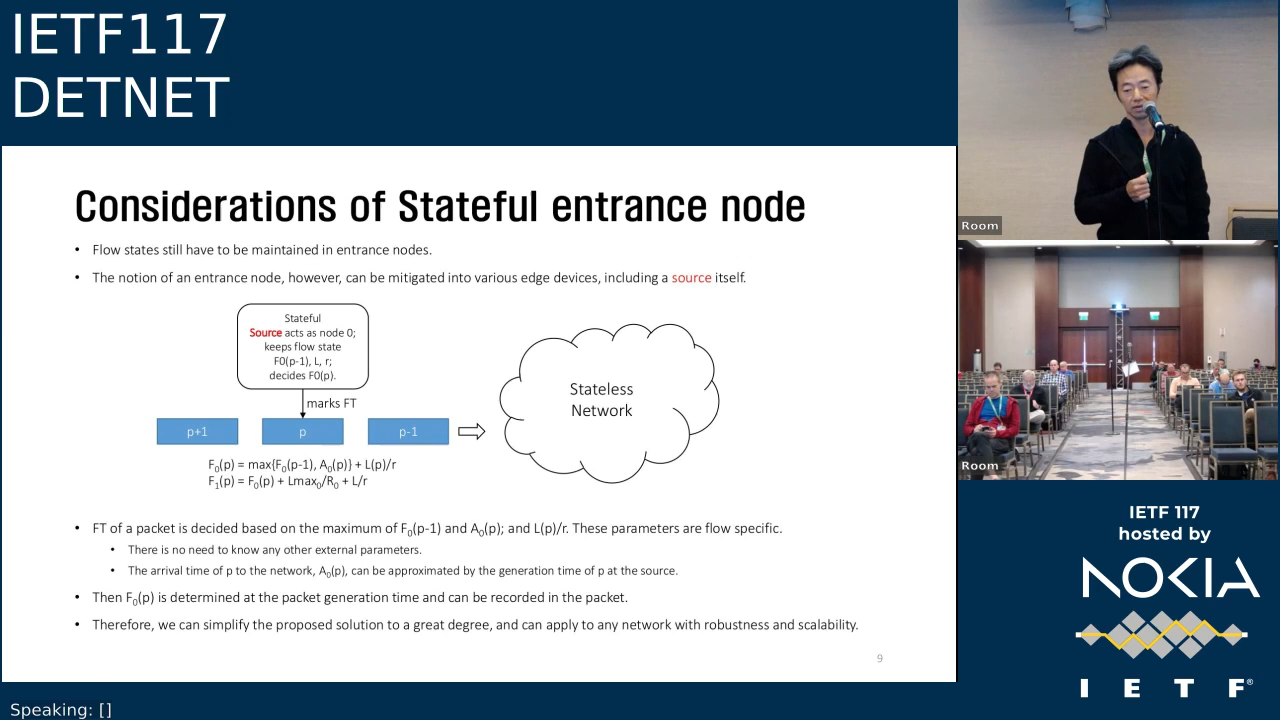 IETF117
DETNET
Considerations of Stateful entrance node
• Flow states still have to be maintained in entrance nodes.
• The notion of an entrance node, however, can be mitigated into various edge devices, including a source itself.
Stateful
Source acts as node 0;
keeps flow state
F0(p-1), L, r;
decides F0(p).
marks FT
p+1
p
p-1
Stateless
Network
F0(p) = max{F0(p-1), A0(p)} + L(p)/r
F1(p) = F0(p) + Lmax0/R0 + L/r
• FT of a packet is decided based on the maximum of F0(p-1) and A0(p); and L(p)/r. These parameters are flow specific.
• There is no need to know any other external parameters.
• The arrival time of p to the network, A0(p), can be approximated by the generation time of p at the source.
• Then F0(p) is determined at the packet generation time and can be recorded in the packet.
• Therefore, we can simplify the proposed solution to a great degree, and can apply to any network with robustness and scalability.
9
Room
Room
IETF 117
hosted by
NOKIA
I E T F®
Speaking: []